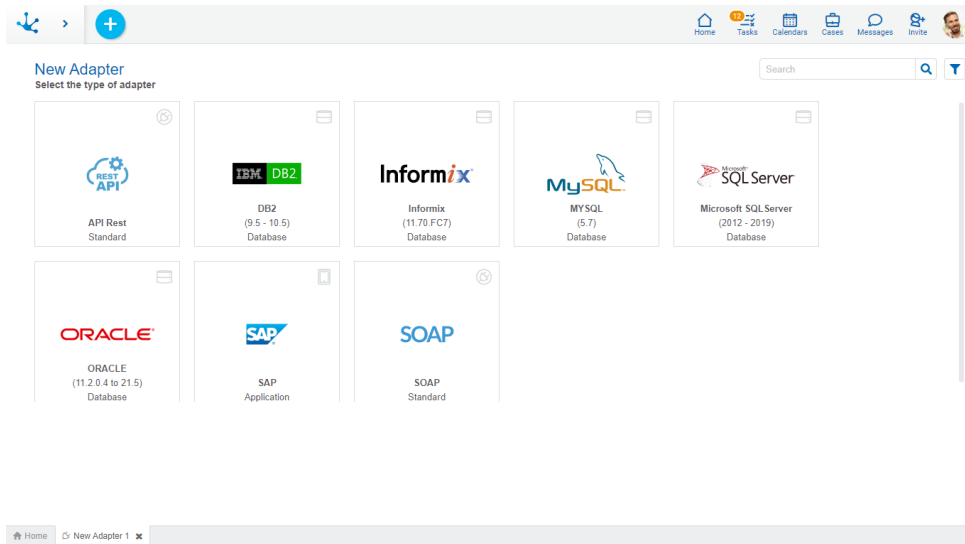 12
Home
Tasks
Calendars
Cases
Messages
Invite
New Adapter
Select the type of adapter
Search
REST
API
API Rest
Standard
IBM. DB2
DB2
(9.5 - 10.5)
Database
Informix
Informix
(11.70.FC7)
Database
MySQL
MYSQL
(5.7)
Database
Microsoft
SQL Server
Microsoft SQLServer
(2012 - 2019)
Database
ORACLE
ORACLE
(11.2.0.4 to 21.5)
Database
SAP
SAP
Application
SOAP
SOAP
Standard
Home
New Adapter 1